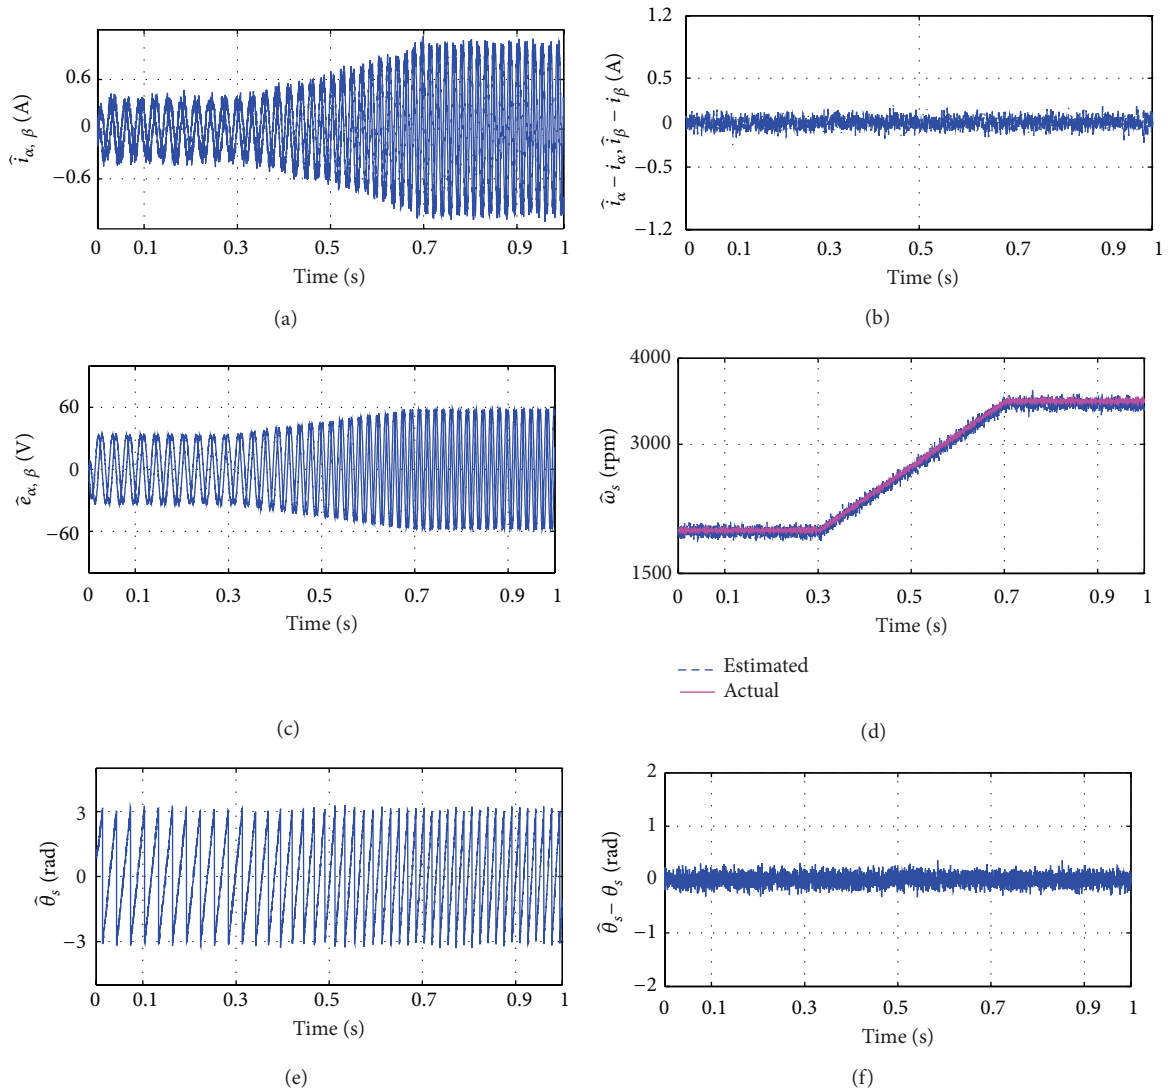 0.6
0
−0.6
î_{α, β} (A)
0 0.1 0.3 0.5 0.7 0.9 1
Time (s)
(a)
1.2
0.5
0
−0.5
−1.2
î_α − i_α, î_β − i_β (A)
0 0.1 0.3 0.5 0.7 0.9 1
Time (s)
(b)
60
0
−60
ê_{α, β} (V)
0 0.1 0.3 0.5 0.7 0.9 1
Time (s)
(c)
4000
3000
1500
ω̂_s (rpm)
0 0.1 0.3 0.5 0.7 0.9 1
Time (s)
Estimated
Actual
(d)
3
0
−3
θ̂_s (rad)
0 0.1 0.3 0.5 0.7 0.9 1
Time (s)
(e)
2
1
0
−1
−2
θ̂_s − θ_s (rad)
0 0.1 0.3 0.5 0.7 0.9 1
Time (s)
(f)